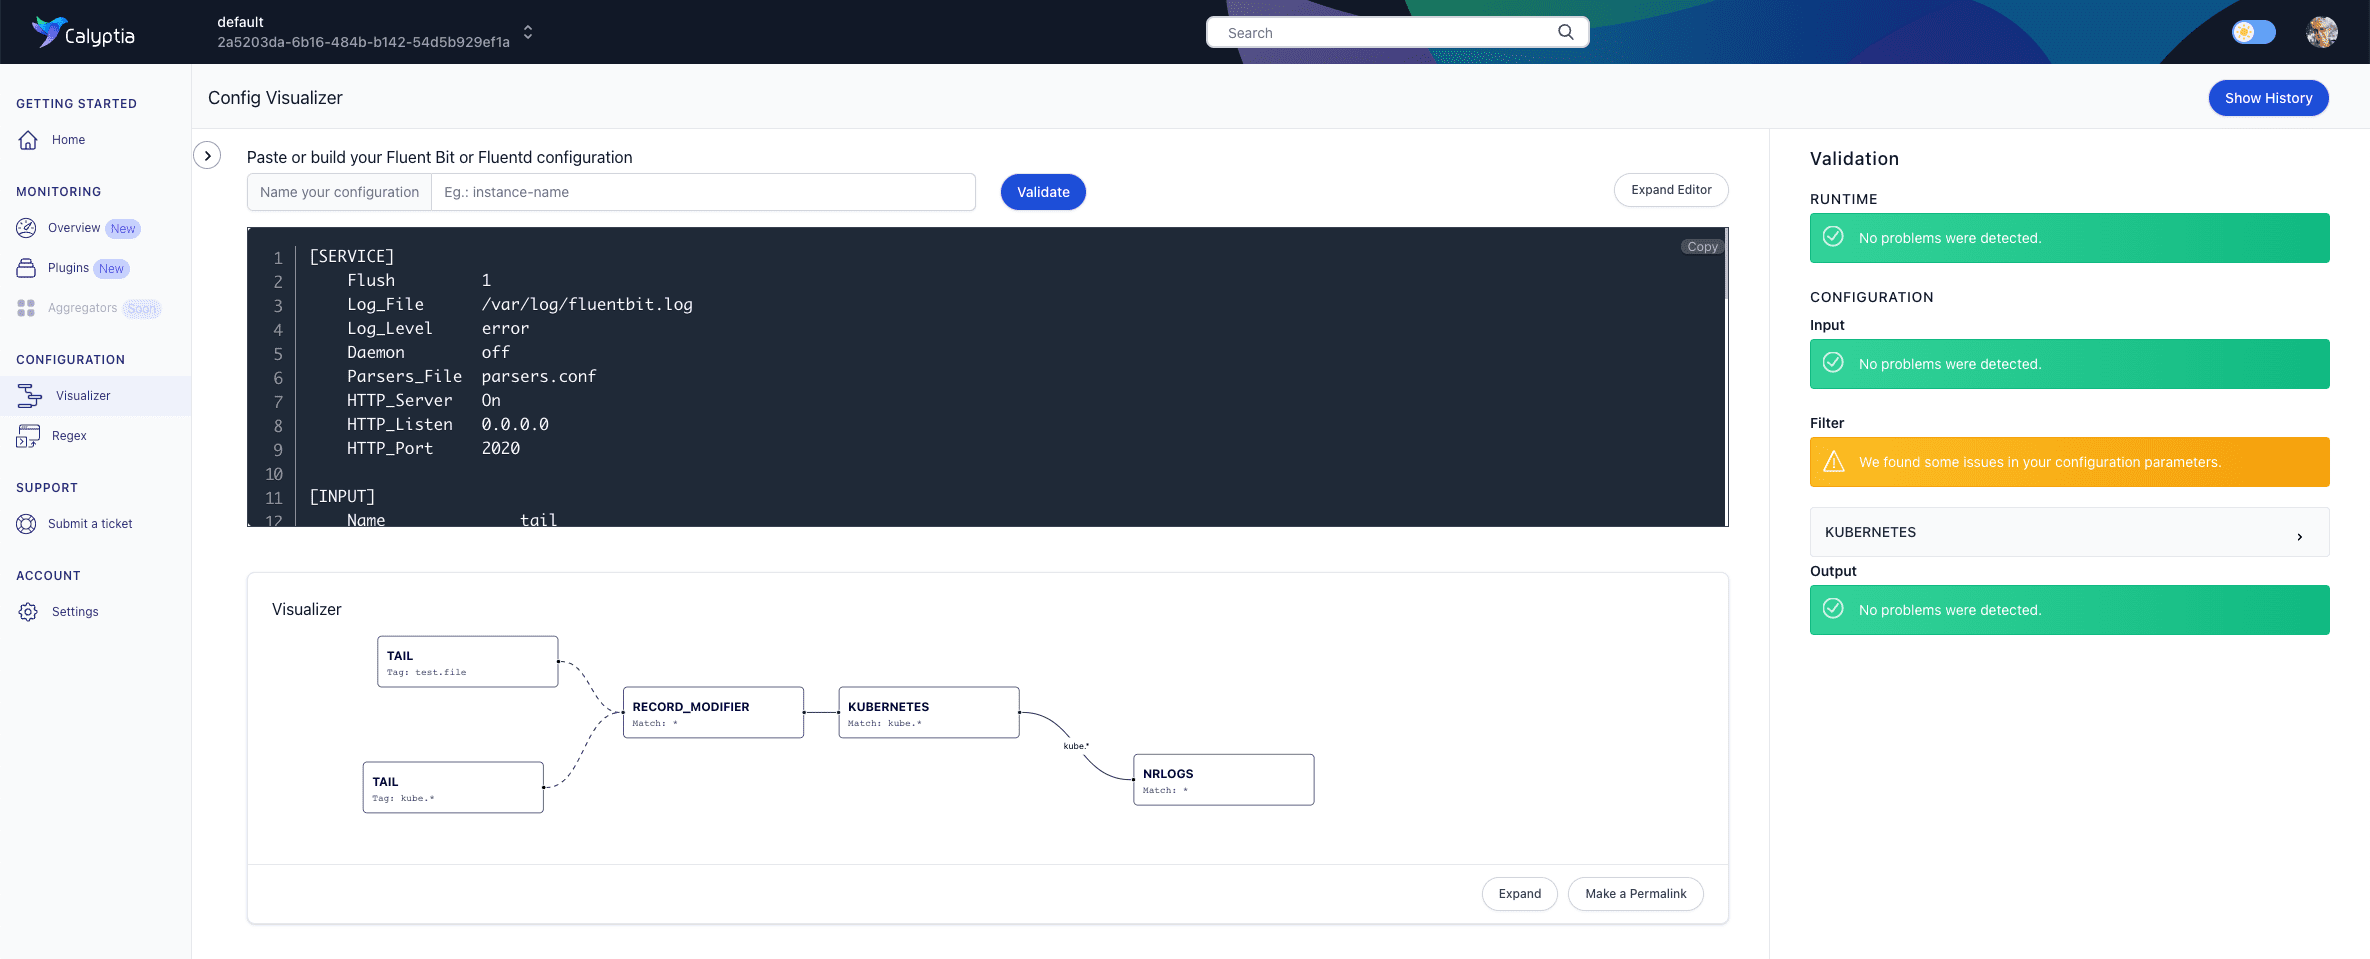 Calyptia
default
2a5203da-6b16-484b-b142-54d5b929ef1a
Search
GETTING STARTED
Home
MONITORING
Overview New
Plugins New
Aggregators Soon
CONFIGURATION
Visualizer
Regex
SUPPORT
Submit a ticket
ACCOUNT
Settings
Config Visualizer
Show History
Paste or build your Fluent Bit or Fluentd configuration
Name your configuration Eg.: instance-name
Validate
Expand Editor
Copy
1 [SERVICE]
2 Flush 1
3 Log_File /var/log/fluentbit.log
4 Log_Level error
5 Daemon off
6 Parsers_File parsers.conf
7 HTTP_Server On
8 HTTP_Listen 0.0.0.0
9 HTTP_Port 2020
10
11 [INPUT]
12 Name tail
Visualizer
TAIL
Tag: test.file
RECORD_MODIFIER
Match: *
KUBERNETES
Match: kube.*
kube.*
TAIL
Tag: kube.*
NRLOGS
Match: *
Expand
Make a Permalink
Validation
RUNTIME
No problems were detected.
CONFIGURATION
Input
No problems were detected.
Filter
We found some issues in your configuration parameters.
KUBERNETES
Output
No problems were detected.